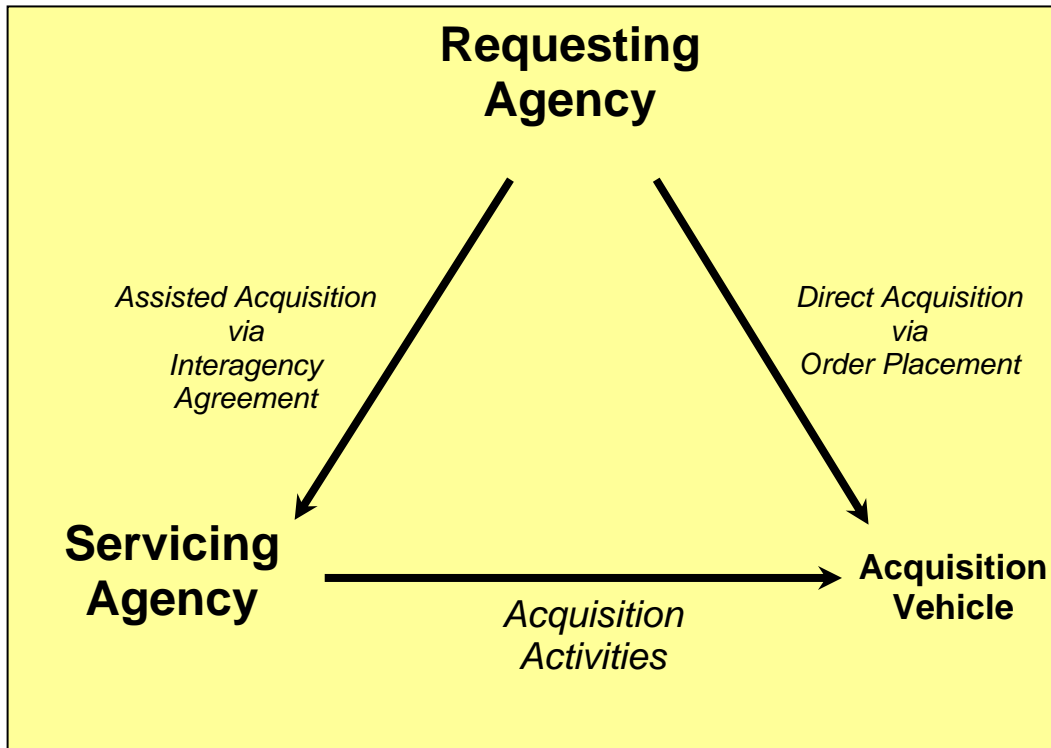 Requesting
Agency
Assisted Acquisition
via
Interagency
Agreement
Direct Acquisition
via
Order Placement
Servicing
Agency
Acquisition
Vehicle
Acquisition
Activities